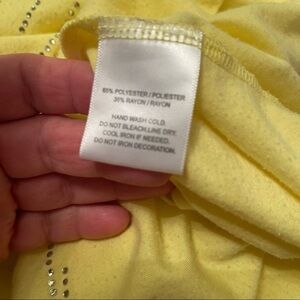 65% POLYESTER / POLIESTER
35% RAYON / RAYON
HAND WASH COLD.
DO NOT BLEACH.LINE DRY.
COOL IRON IF NEEDED.
DO NOT IRON DECORATION.